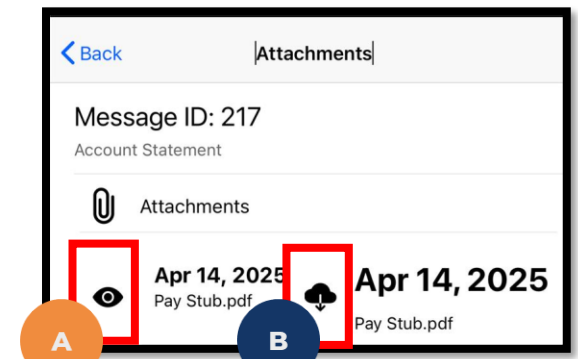 Back
Attachments
Message ID: 217
Account Statement
Attachments
Apr 14, 2025
Pay Stub.pdf
Apr 14, 2025
Pay Stub.pdf
A
B